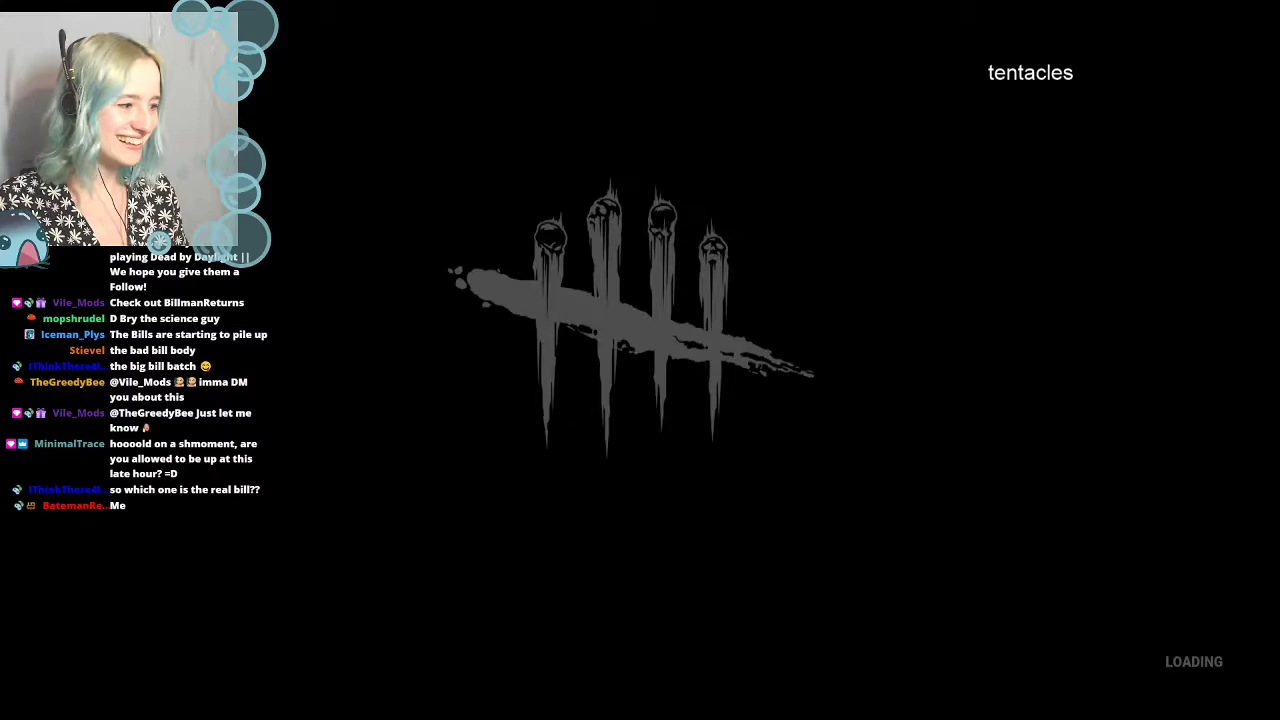 tentacles
playing Dead by Daylight ||
We hope you give them a
Follow!
Vile_Mods Check out BillmanReturns
mopshrudel D Bry the science guy
Iceman_Plys The Bills are starting to pile up
Stievel the bad bill body
IThinkThere4I... the big bill batch
TheGreedyBee @Vile_Mods imma DM
you about this
Vile_Mods @TheGreedyBee Just let me
know
MinimalTrace hoooold on a shmoment, are
you allowed to be up at this
late hour? =D
IThinkThere4I... so which one is the real bill??
BatemanRe... Me
LOADING